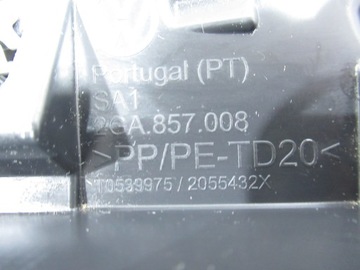 Portugal (PT)
SA1
2GA.857.008
>PP/PE-TD20<
T0539975 / 2055432X